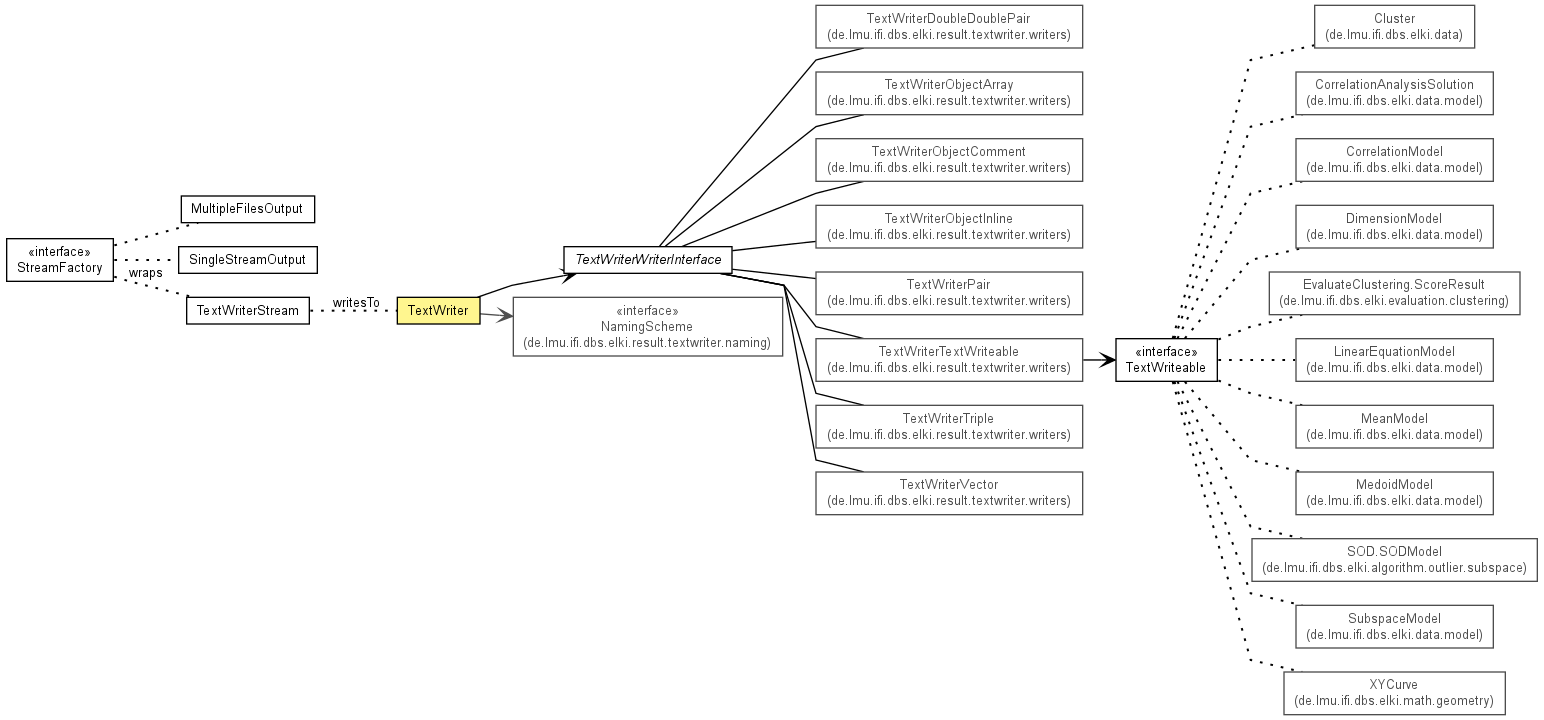 «interface»
StreamFactory
MultipleFilesOutput
SingleStreamOutput
wraps
TextWriterStream
writesTo
TextWriter
TextWriterWriterInterface
«interface»
NamingScheme
(de.lmu.ifi.dbs.elki.result.textwriter.naming)
TextWriterDoubleDoublePair
(de.lmu.ifi.dbs.elki.result.textwriter.writers)
TextWriterObjectArray
(de.lmu.ifi.dbs.elki.result.textwriter.writers)
TextWriterObjectComment
(de.lmu.ifi.dbs.elki.result.textwriter.writers)
TextWriterObjectInline
(de.lmu.ifi.dbs.elki.result.textwriter.writers)
TextWriterPair
(de.lmu.ifi.dbs.elki.result.textwriter.writers)
TextWriterTextWriteable
(de.lmu.ifi.dbs.elki.result.textwriter.writers)
TextWriterTriple
(de.lmu.ifi.dbs.elki.result.textwriter.writers)
TextWriterVector
(de.lmu.ifi.dbs.elki.result.textwriter.writers)
«interface»
TextWriteable
Cluster
(de.lmu.ifi.dbs.elki.data)
CorrelationAnalysisSolution
(de.lmu.ifi.dbs.elki.data.model)
CorrelationModel
(de.lmu.ifi.dbs.elki.data.model)
DimensionModel
(de.lmu.ifi.dbs.elki.data.model)
EvaluateClustering.ScoreResult
(de.lmu.ifi.dbs.elki.evaluation.clustering)
LinearEquationModel
(de.lmu.ifi.dbs.elki.data.model)
MeanModel
(de.lmu.ifi.dbs.elki.data.model)
MedoidModel
(de.lmu.ifi.dbs.elki.data.model)
SOD.SODModel
(de.lmu.ifi.dbs.elki.algorithm.outlier.subspace)
SubspaceModel
(de.lmu.ifi.dbs.elki.data.model)
XYCurve
(de.lmu.ifi.dbs.elki.math.geometry)